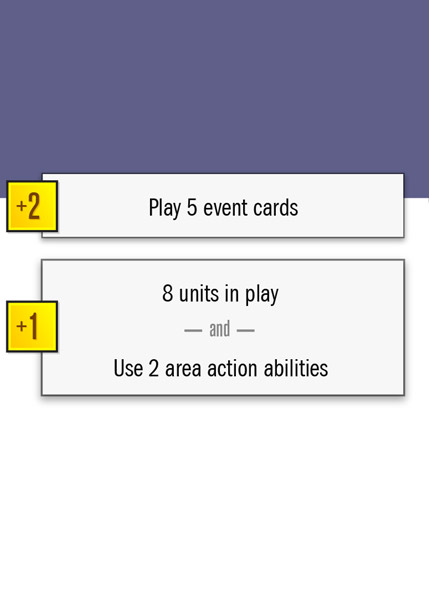 +2
Play 5 event cards
+1
8 units in play
— and —
Use 2 area action abilities